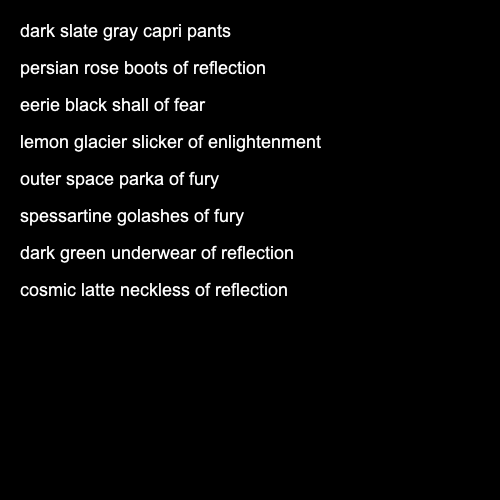 dark slate gray capri pants
persian rose boots of reflection
eerie black shall of fear
lemon glacier slicker of enlightenment
outer space parka of fury
spessartine golashes of fury
dark green underwear of reflection
cosmic latte neckless of reflection